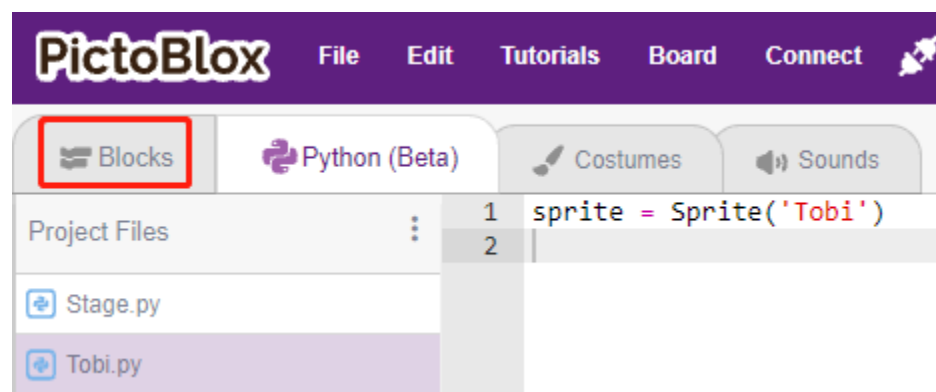 PictoBlox File Edit Tutorials Board Connect
Blocks Python (Beta) Costumes Sounds
Project Files
1 sprite = Sprite('Tobi')
2
Stage.py
Tobi.py